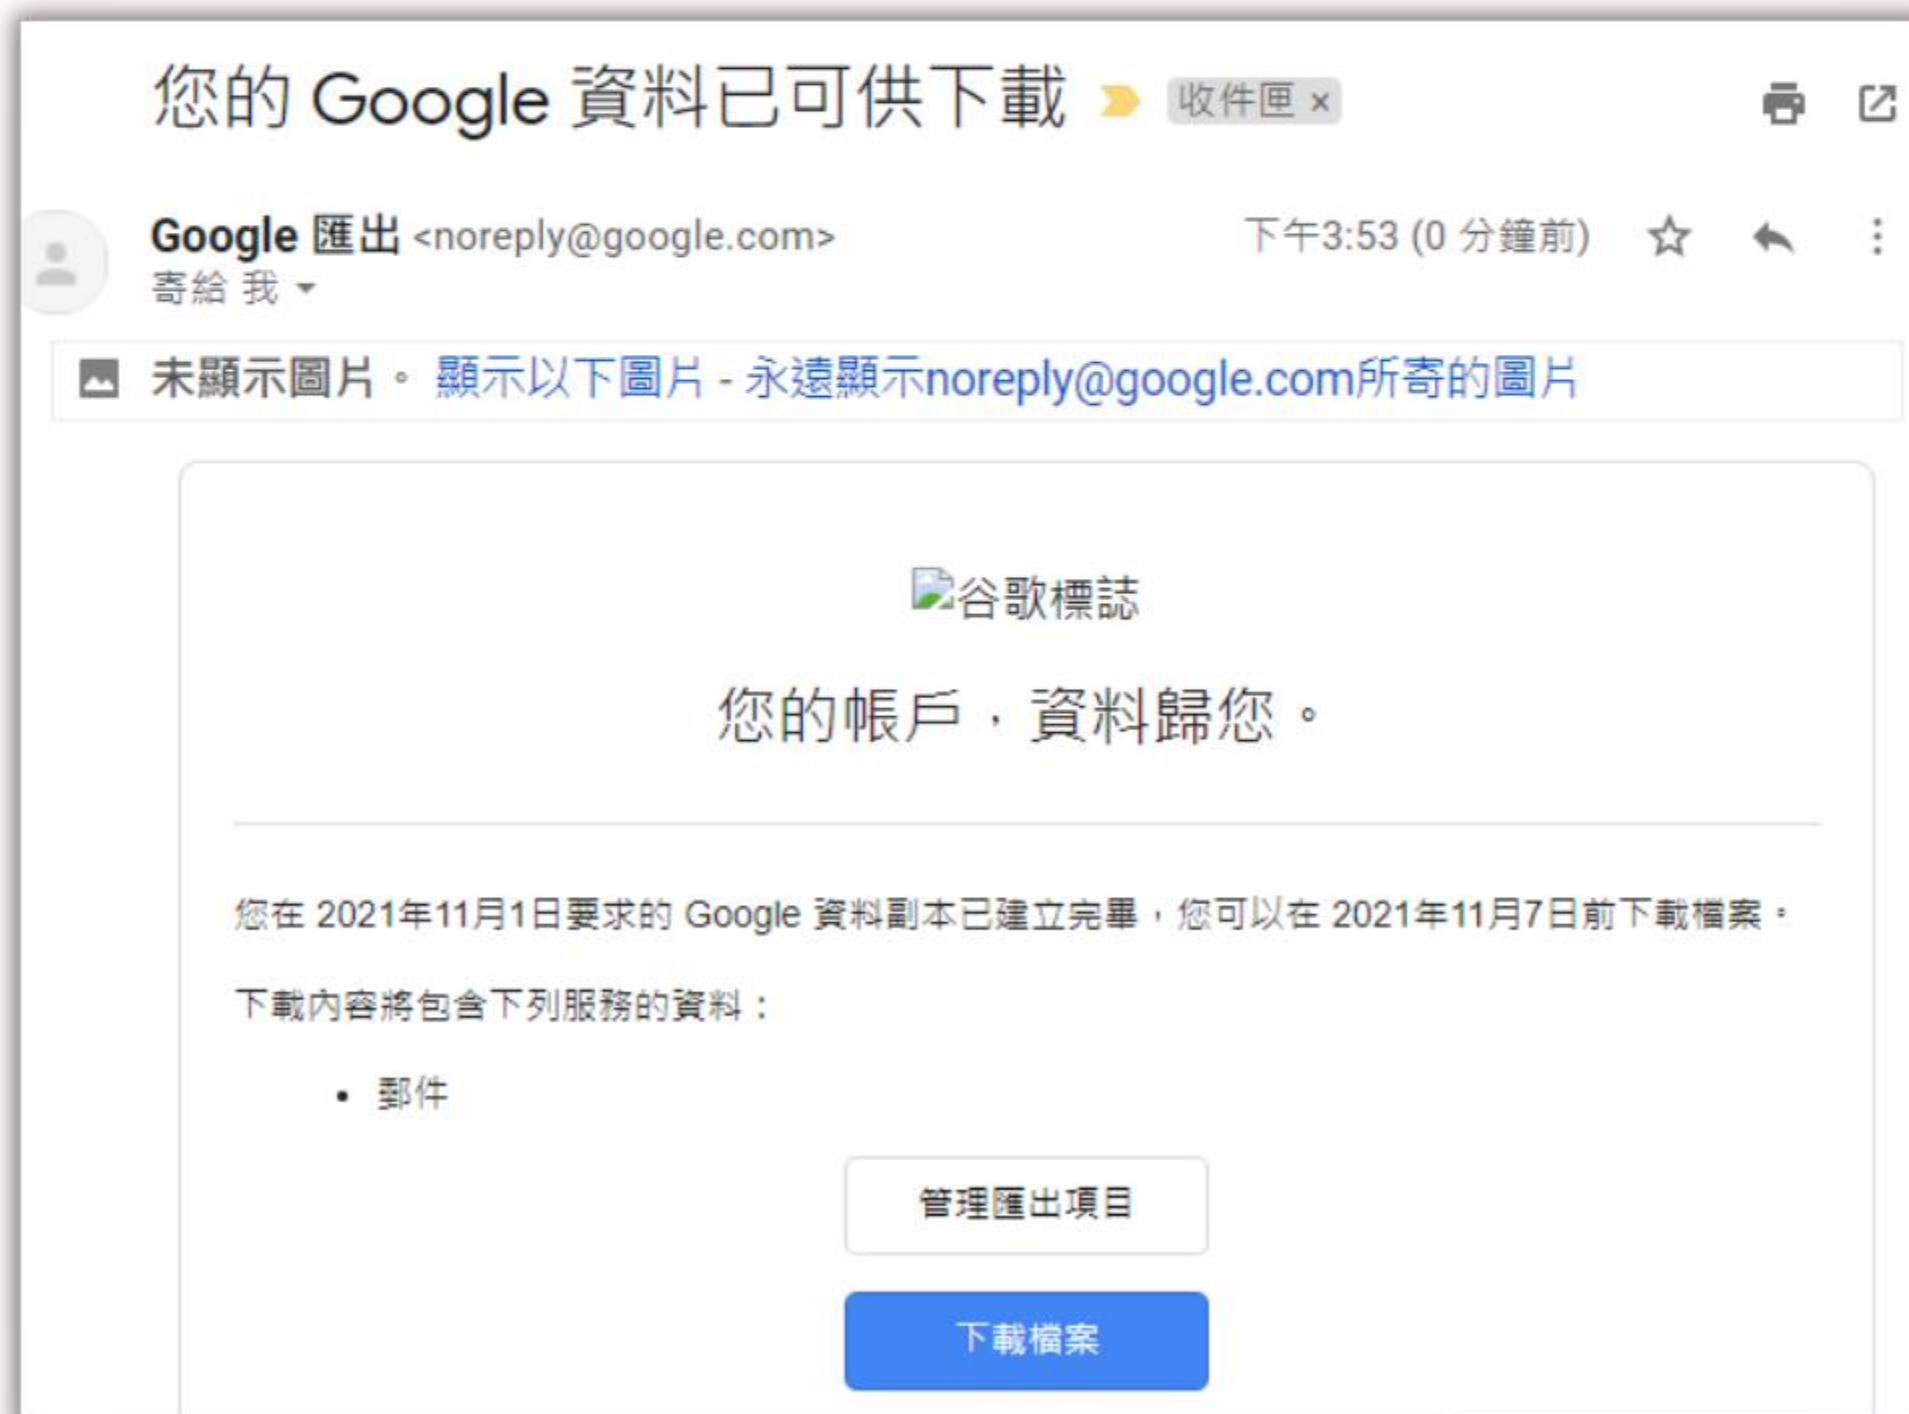 您的 Google 資料已可供下載 收件匣 ×
Google 匯出 <noreply@google.com> 下午3:53 (0 分鐘前)
寄給 我
未顯示圖片。 顯示以下圖片 - 永遠顯示noreply@google.com所寄的圖片
谷歌標誌
您的帳戶，資料歸您。
您在 2021年11月1日要求的 Google 資料副本已建立完畢，您可以在 2021年11月7日前下載檔案。
下載內容將包含下列服務的資料：
• 郵件
管理匯出項目
下載檔案